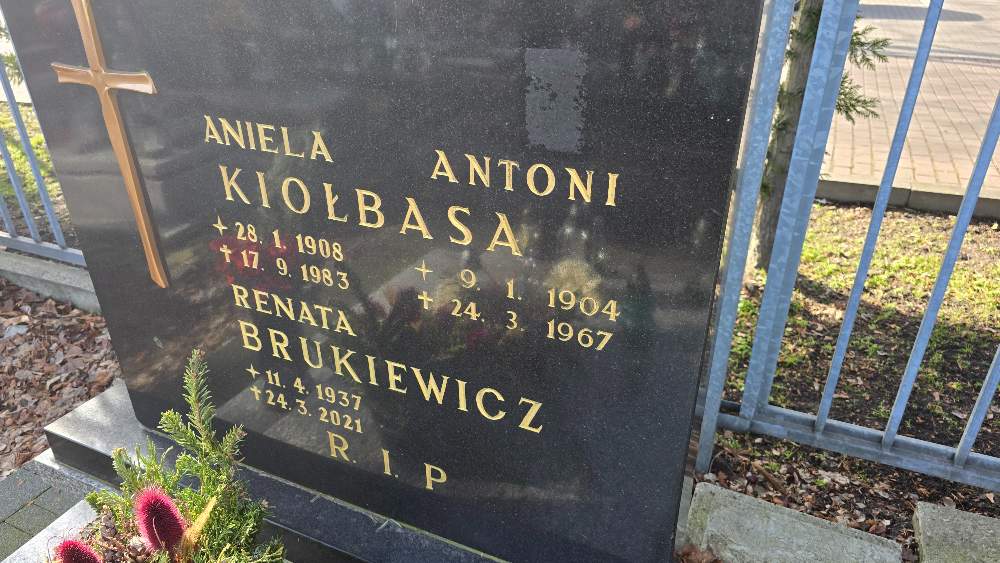 ANIELA ANTONI
KIOŁBASA
28. 1. 1908
17. 9. 1983
9. 1. 1904
24. 3. 1967
RENATA
BRUKIEWICZ
11. 4. 1937
24. 3. 2021
R. I. P